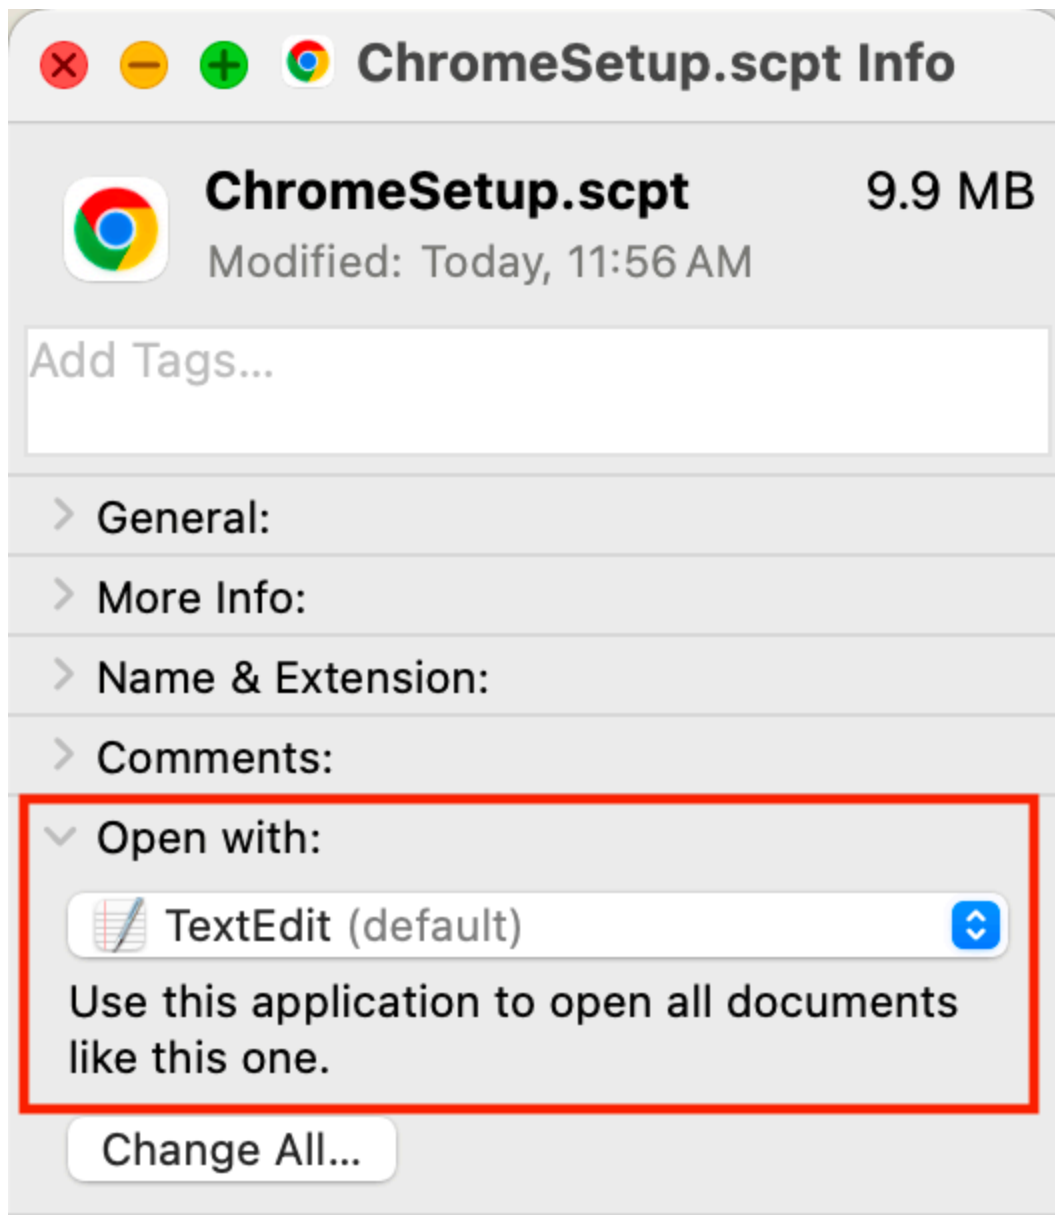 ChromeSetup.scpt Info
ChromeSetup.scpt 9.9 MB
Modified: Today, 11:56 AM
Add Tags...
General:
More Info:
Name & Extension:
Comments:
Open with:
TextEdit (default)
Use this application to open all documents
like this one.
Change All...